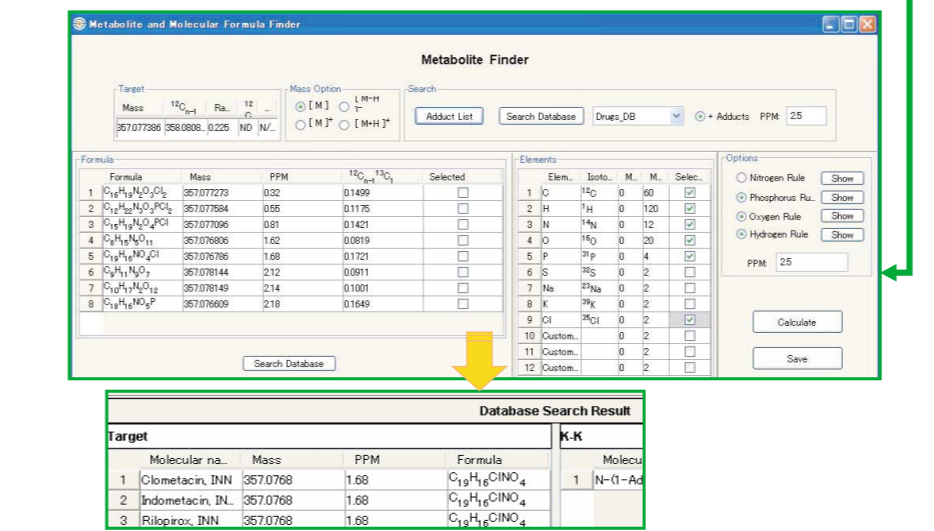 Metabolite and Molecular Formula Finder
Metabolite Finder
Target
Mass 12Cn-1 Ra... 12C ...
357.077386 358.0808... 0.225 ND N/...
Mass Option
[ M ] [ M-H ]-
[ M ]+ [ M+H ]+
Search
Adduct List Search Database Drugs_DB + Adducts PPM: 25
Formula
Formula Mass PPM 12Cn-1 13C1 Selected
1 C16H19N2O3Cl2 357.077273 0.32 0.1499
2 C12H22N3O3PCl2 357.077584 0.55 0.1175
3 C15H19N2O4PCl 357.077096 0.81 0.1421
4 C8H15N5O11 357.076806 1.62 0.0819
5 C19H16NO4Cl 357.076786 1.68 0.1721
6 C9H11N9O7 357.078144 2.12 0.0911
7 C10H17N2O12 357.078149 2.14 0.1001
8 C18H16NO5P 357.076609 2.18 0.1649
Search Database
Elements
Elem... Isoto... M... M... Selec...
1 C 12C 0 60
2 H 1H 0 120
3 N 14N 0 12
4 O 16O 0 20
5 P 31P 0 4
6 S 32S 0 2
7 Na 23Na 0 2
8 K 39K 0 2
9 Cl 35Cl 0 2
10 Custom... 0 2
11 Custom... 0 2
12 Custom... 0 2
Options
Nitrogen Rule Show
Phosphorus Ru... Show
Oxygen Rule Show
Hydrogen Rule Show
PPM: 25
Calculate
Save
Database Search Result
Target
Molecular na... Mass PPM Formula
1 Clometacin, INN 357.0768 1.68 C19H16ClNO4
2 Indometacin, IN... 357.0768 1.68 C19H16ClNO4
3 Rilopirox, INN 357.0768 1.68 C19H16ClNO4
K-K
Molecu
1 N-(1-Ad